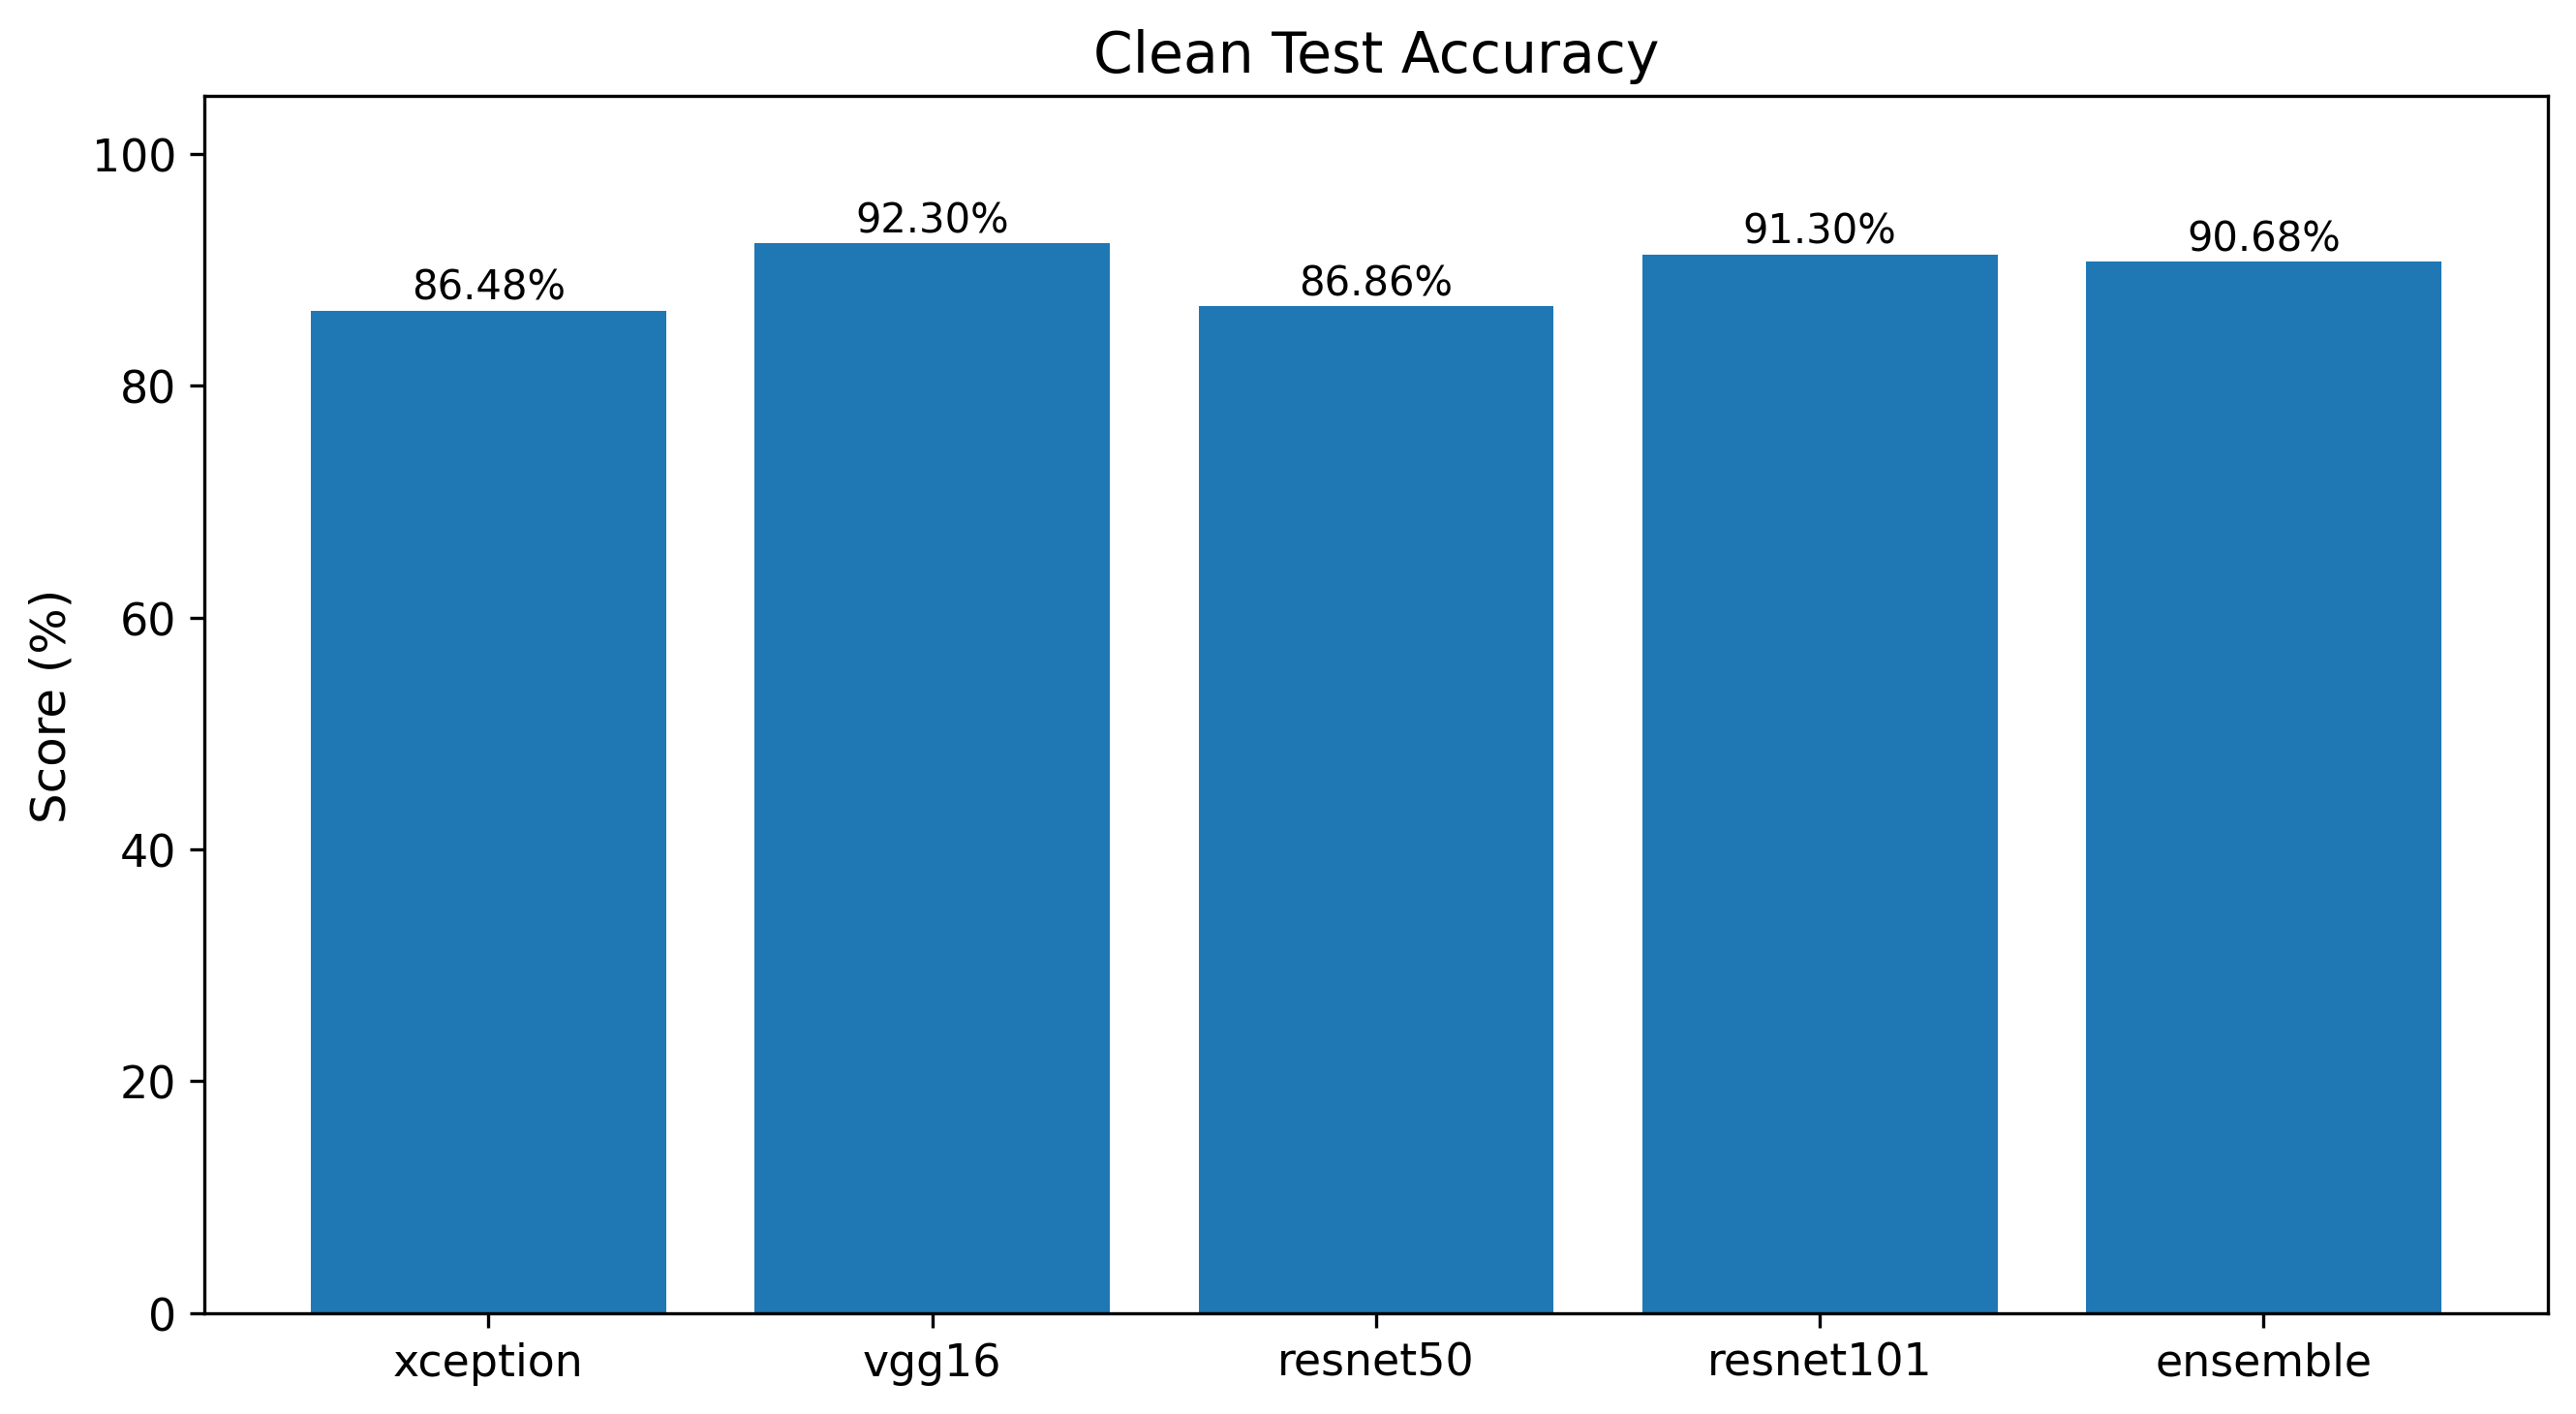 Clean Test Accuracy
Score (%)
100
80
60
40
20
0
86.48%
92.30%
86.86%
91.30%
90.68%
xception
vgg16
resnet50
resnet101
ensemble